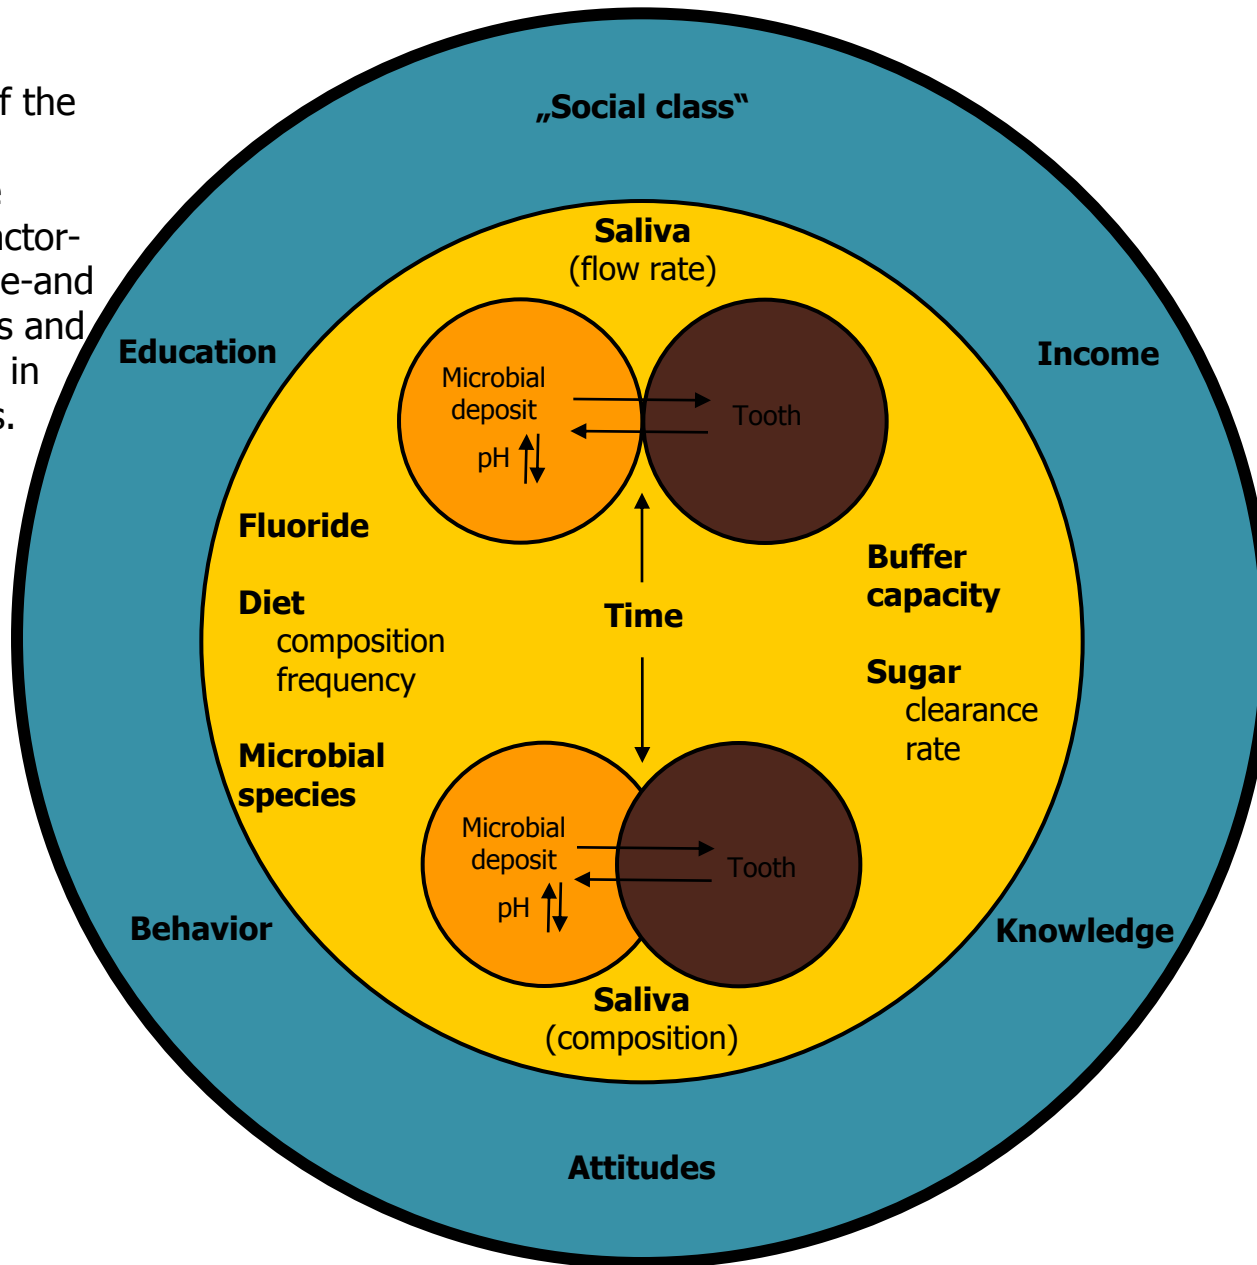 f the
actor-
e-and
s and
in
s.
„Social class“
Education
Income
Saliva
(flow rate)
Microbial
deposit
pH
Tooth
Fluoride
Diet
composition
frequency
Microbial
species
Time
Buffer
capacity
Sugar
clearance
rate
Microbial
deposit
pH
Tooth
Saliva
(composition)
Behavior
Knowledge
Attitudes